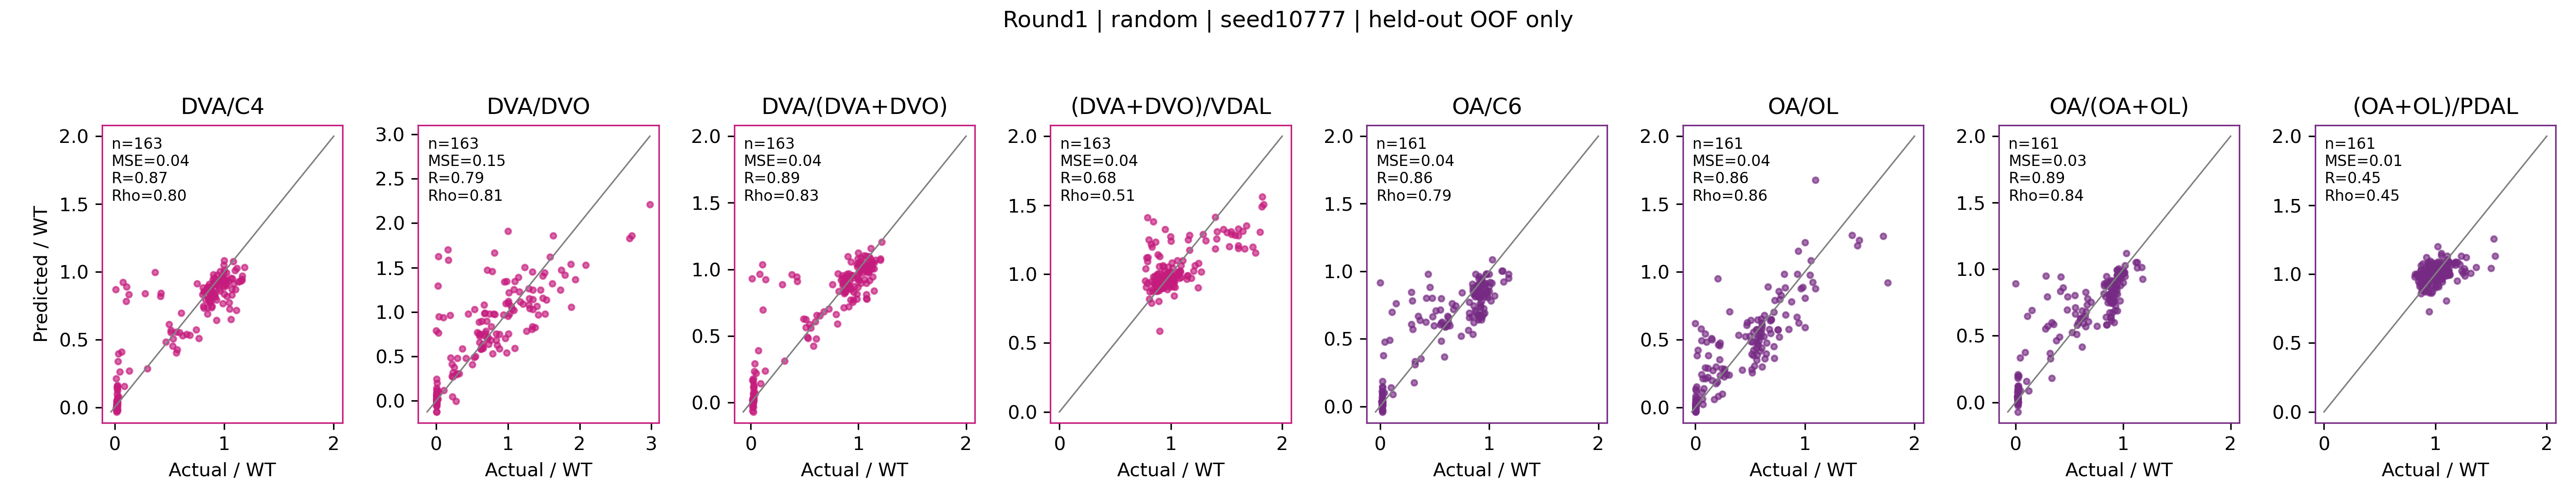 Round1 | random | seed10777 | held-out OOF only
DVA/C4
n=163
MSE=0.04
R=0.87
Rho=0.80
2.0
1.5
1.0
0.5
0.0
0 1 2
Predicted / WT
Actual / WT
DVA/DVO
n=163
MSE=0.15
R=0.79
Rho=0.81
3.0
2.5
2.0
1.5
1.0
0.5
0.0
0 1 2 3
Actual / WT
DVA/(DVA+DVO)
n=163
MSE=0.04
R=0.89
Rho=0.83
2.0
1.5
1.0
0.5
0.0
0 1 2
Actual / WT
(DVA+DVO)/VDAL
n=163
MSE=0.04
R=0.68
Rho=0.51
2.0
1.5
1.0
0.5
0.0
0 1 2
Actual / WT
OA/C6
n=161
MSE=0.04
R=0.86
Rho=0.79
2.0
1.5
1.0
0.5
0.0
0 1 2
Actual / WT
OA/OL
n=161
MSE=0.04
R=0.86
Rho=0.86
2.0
1.5
1.0
0.5
0.0
0 1 2
Actual / WT
OA/(OA+OL)
n=161
MSE=0.03
R=0.89
Rho=0.84
2.0
1.5
1.0
0.5
0.0
0 1 2
Actual / WT
(OA+OL)/PDAL
n=161
MSE=0.01
R=0.45
Rho=0.45
2.0
1.5
1.0
0.5
0.0
0 1 2
Actual / WT